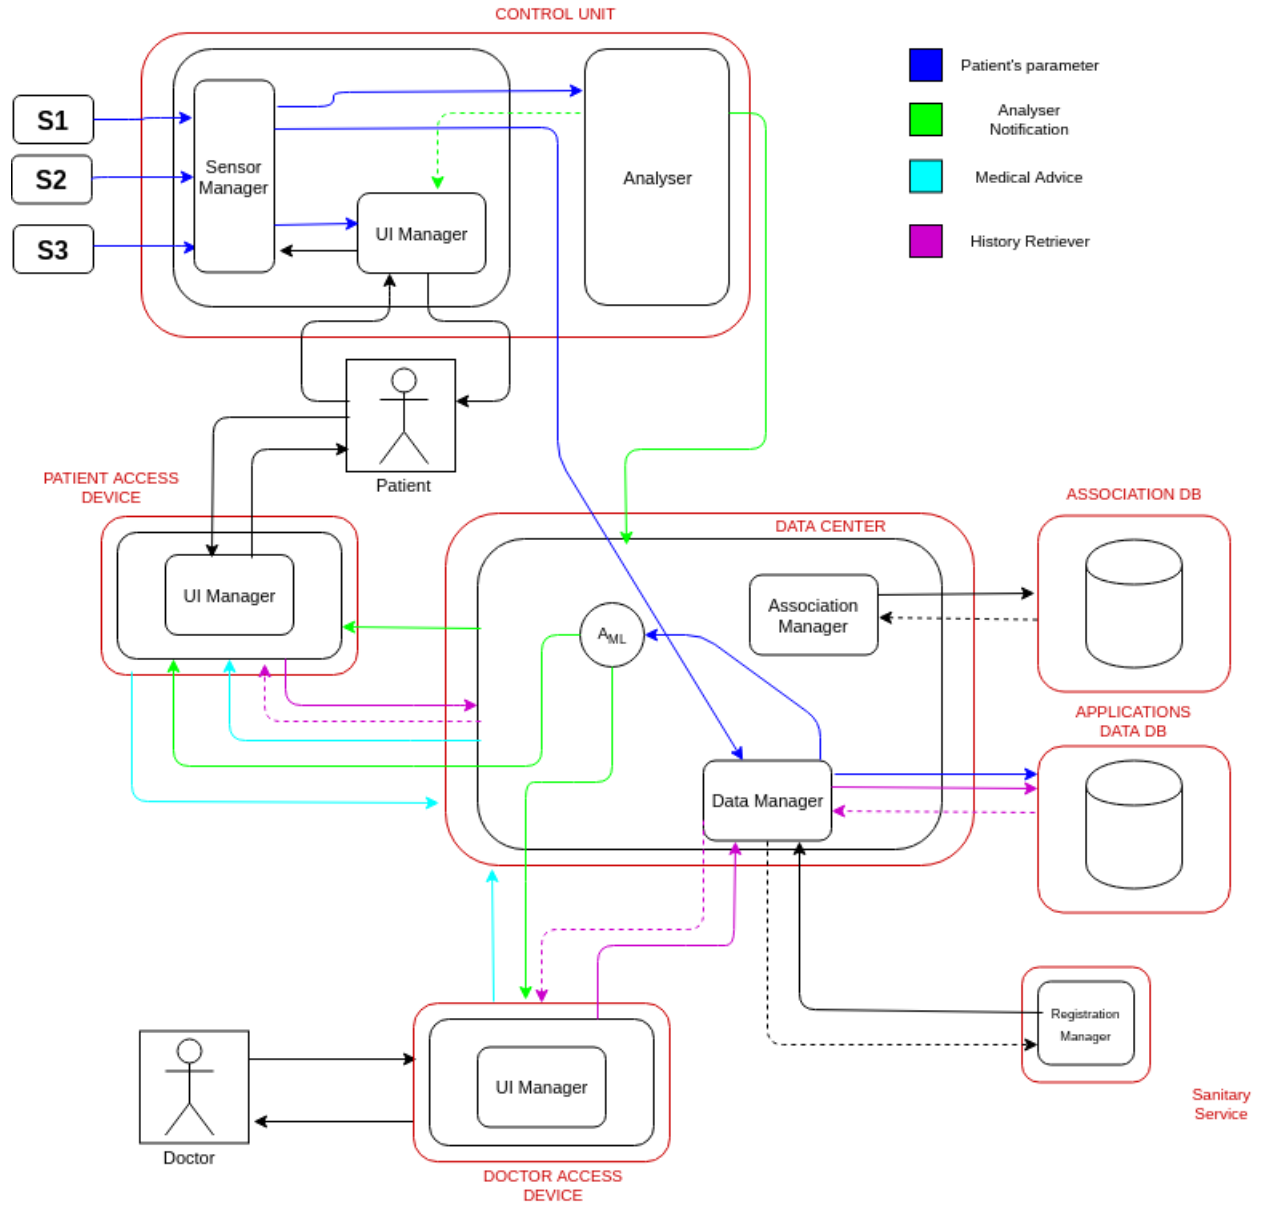 CONTROL UNIT
Patient's parameter
Analyser
Notification
Medical Advice
History Retriever
S1
S2
S3
Sensor
Manager
UI Manager
Analyser
Patient
PATIENT ACCESS
DEVICE
UI Manager
DATA CENTER
A_ML
Association
Manager
Data Manager
ASSOCIATION DB
APPLICATIONS
DATA DB
Registration
Manager
Sanitary
Service
Doctor
UI Manager
DOCTOR ACCESS
DEVICE